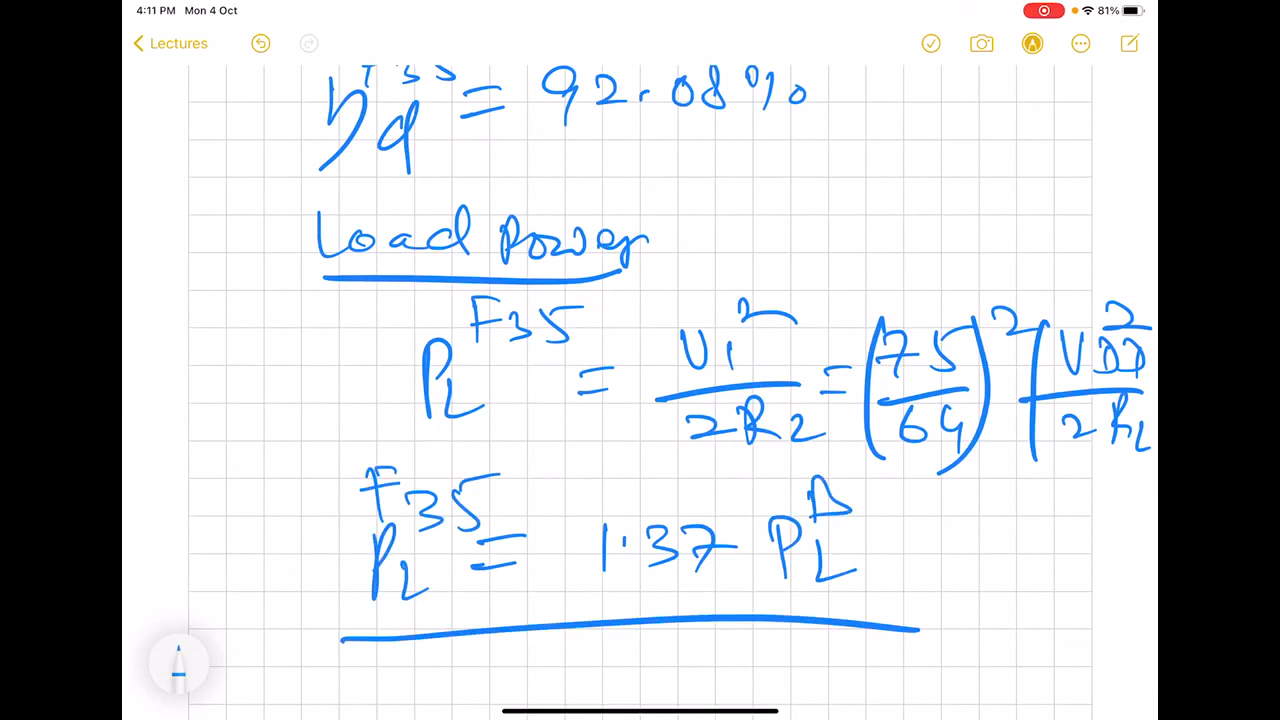 4:11 PM Mon 4 Oct 81%
Lectures
η_d^F35 = 92.08%
Load Power
P_L^F35 = V_1^2 / 2R_L = (75/64)^2 (V_DD^2 / 2R_L
P_L^F35 = 1.37 P_L^B